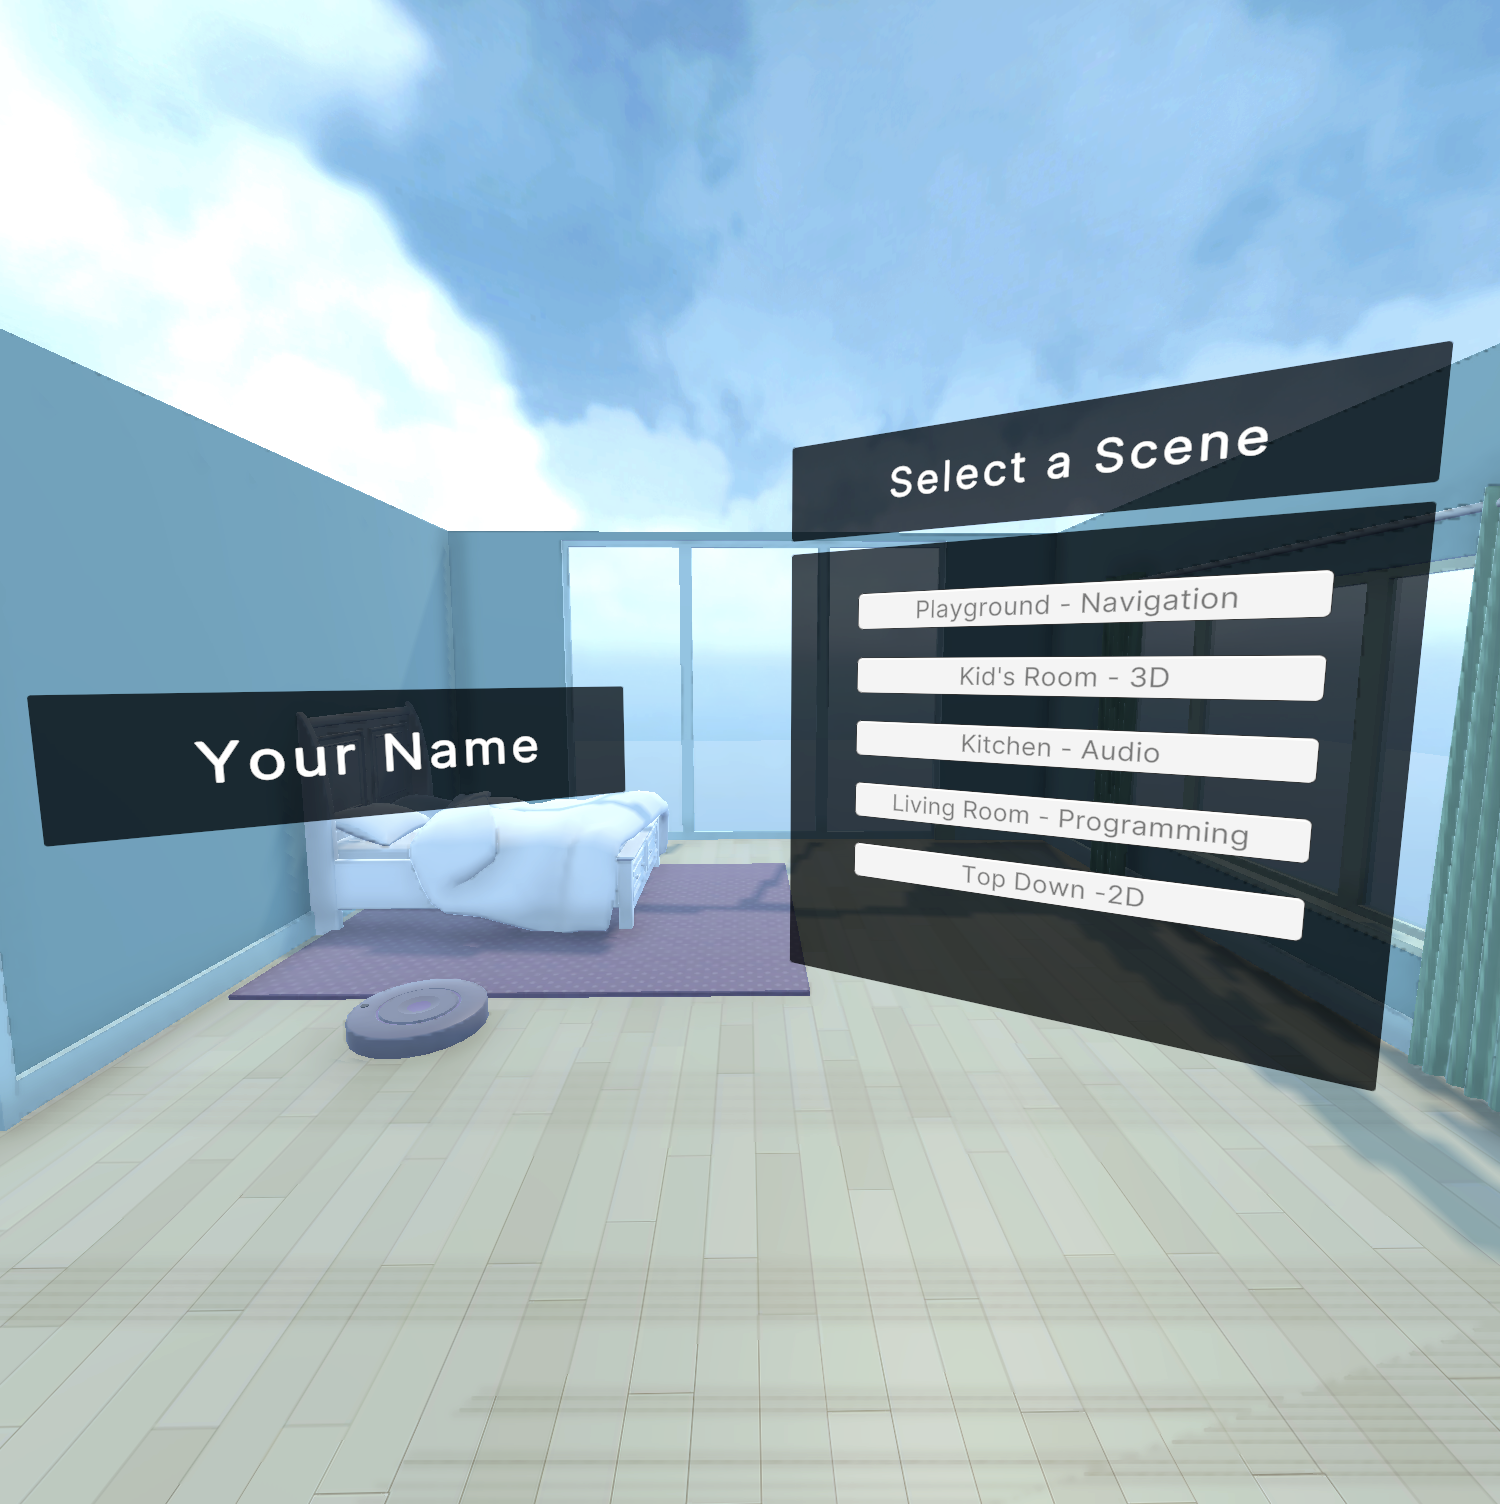 Select a Scene
Playground - Navigation
Kid's Room - 3D
Kitchen - Audio
Living Room - Programming
Top Down -2D
Your Name